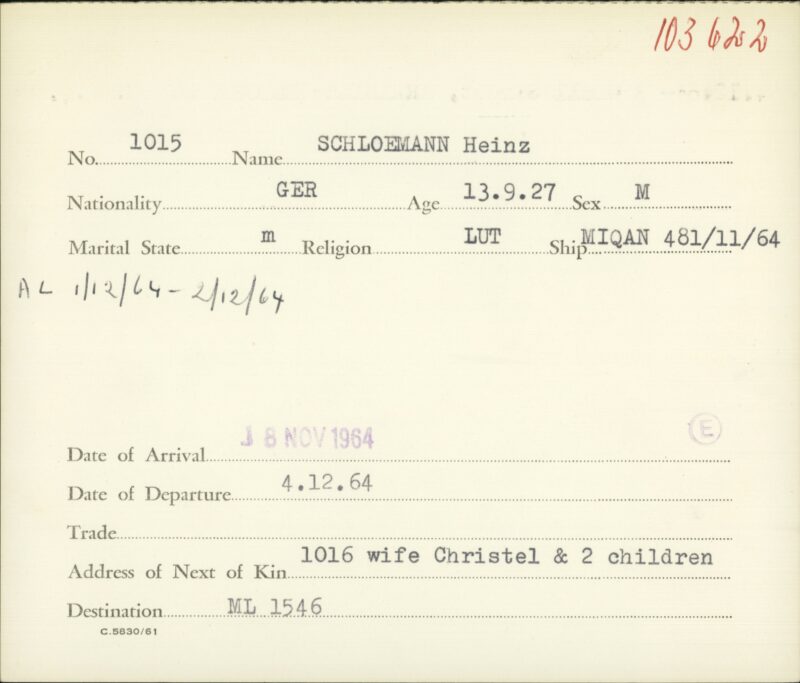 103622
No. 1015 Name SCHLOEMANN Heinz
Nationality GER Age 13.9.27 Sex M
Marital State m Religion LUT Ship MIQAN 481/11/64
AL 1/12/64 - 2/12/64
E
Date of Arrival 18 NOV 1964
Date of Departure 4.12.64
Trade
Address of Next of Kin 1016 wife Christel & 2 children
Destination ML 1546
C.5830/61